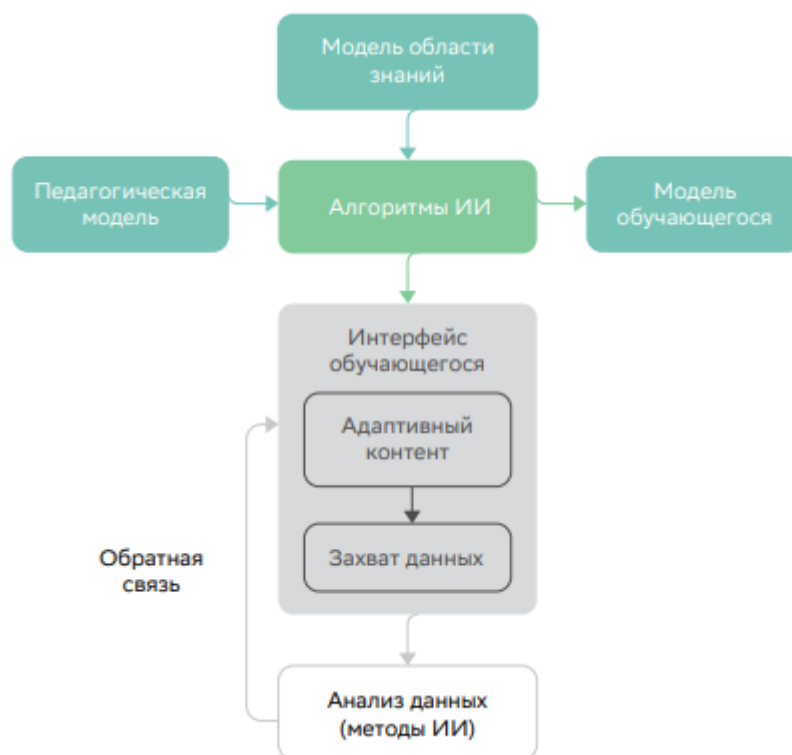 Модель области
знаний
Педагогическая
модель
Алгоритмы ИИ
Модель
обучающегося
Интерфейс
обучающегося
Адаптивный
контент
Захват данных
Обратная
связь
Анализ данных
(методы ИИ)